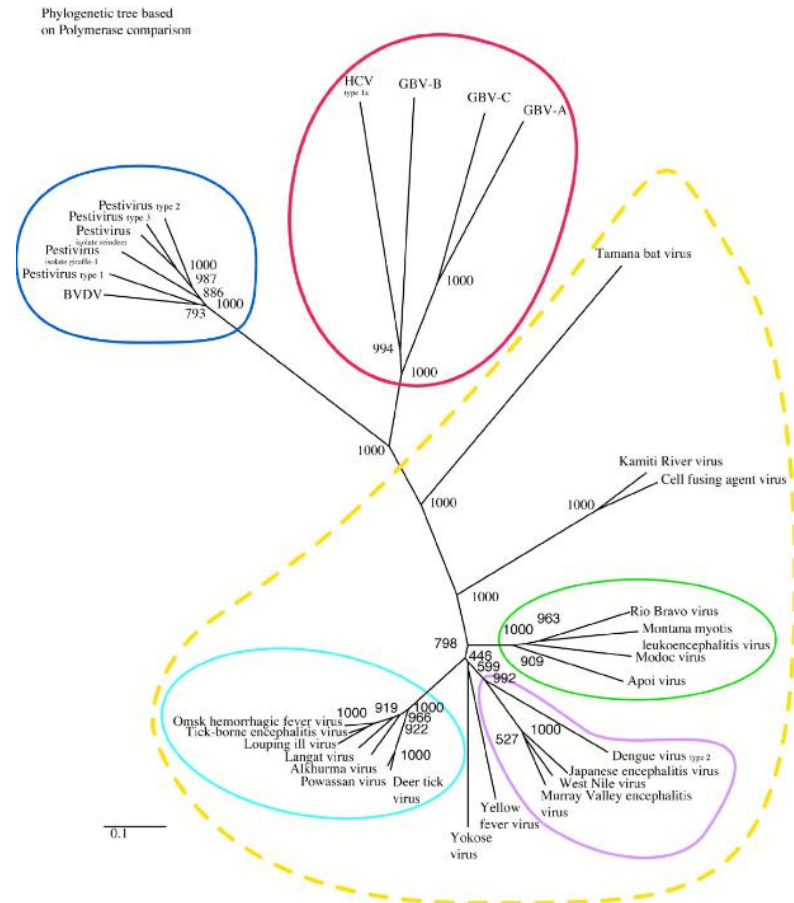 Phylogenetic tree based
on Polymerase comparison
HCV
type 1a
GBV-B
GBV-C
GBV-A
Pestivirus type 2
Pestivirus type 3
Pestivirus
isolate reindeer
Pestivirus
isolate giraffe-1
Pestivirus type 1
BVDV
1000
987
886
1000
793
1000
994
1000
Tamana bat virus
1000
1000
Kamiti River virus
Cell fusing agent virus
1000
1000
Rio Bravo virus
Montana myotis
leukoencephalitis virus
Modoc virus
Apoi virus
963
1000
909
798
446
599
992
Omsk hemorrhagic fever virus
Tick-borne encephalitis virus
Louping ill virus
Langat virus
Alkhurma virus
Powassan virus
Deer tick
virus
1000
919
1000
966
922
1000
1000
527
Dengue virus type 2
Japanese encephalitis virus
West Nile virus
Murray Valley encephalitis
virus
Yellow
fever virus
Yokose
virus
0.1